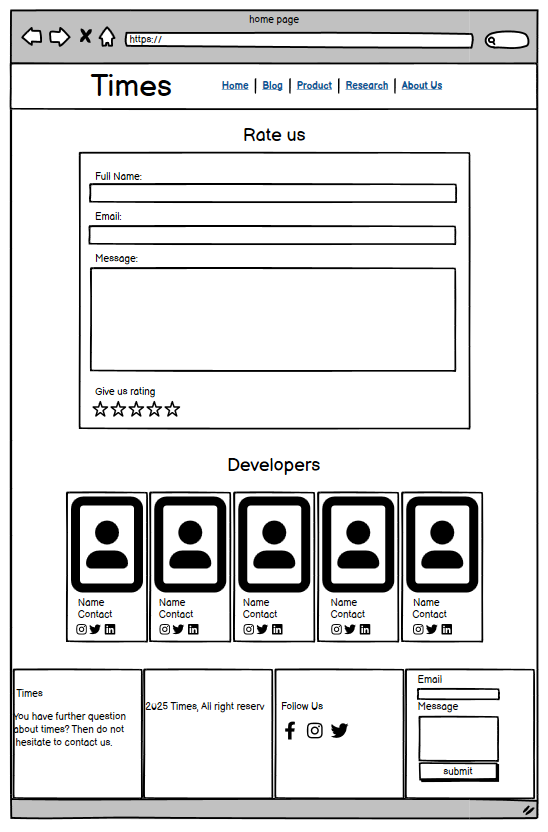 home page
https://
Times
Home | Blog | Product | Research | About Us
Rate us
Full Name:
Email:
Message:
Give us rating
Developers
Name Name Name Name Name
Contact Contact Contact Contact Contact
Times
You have further question
about times? Then do not
hesitate to contact us.
2025 Times, All right reserv
Follow Us
Email
Message
submit